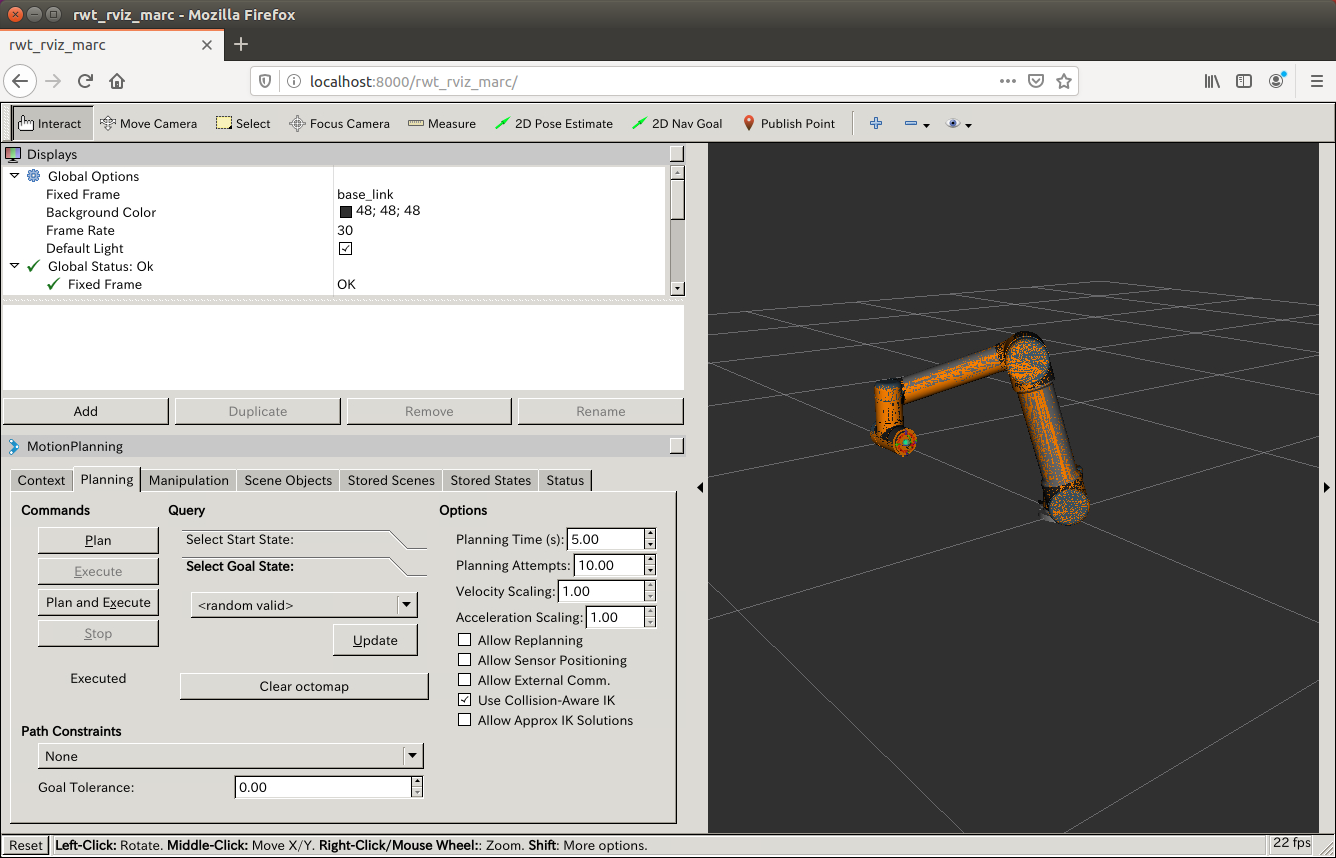 rwt_rviz_marc - Mozilla Firefox
rwt_rviz_marc
localhost:8000/rwt_rviz_marc/
Interact Move Camera Select Focus Camera Measure 2D Pose Estimate 2D Nav Goal Publish Point
Displays
Global Options
Fixed Frame base_link
Background Color 48; 48; 48
Frame Rate 30
Default Light
Global Status: Ok
Fixed Frame OK
Add Duplicate Remove Rename
MotionPlanning
Context Planning Manipulation Scene Objects Stored Scenes Stored States Status
Commands Query Options
Plan Select Start State: Planning Time (s): 5.00
Execute Select Goal State: Planning Attempts: 10.00
Plan and Execute <random valid> Velocity Scaling: 1.00
Stop Update Acceleration Scaling: 1.00
Allow Replanning
Allow Sensor Positioning
Executed Clear octomap Allow External Comm.
Use Collision-Aware IK
Allow Approx IK Solutions
Path Constraints
None
Goal Tolerance: 0.00
Reset Left-Click: Rotate. Middle-Click: Move X/Y. Right-Click/Mouse Wheel:: Zoom. Shift: More options. 22 fps